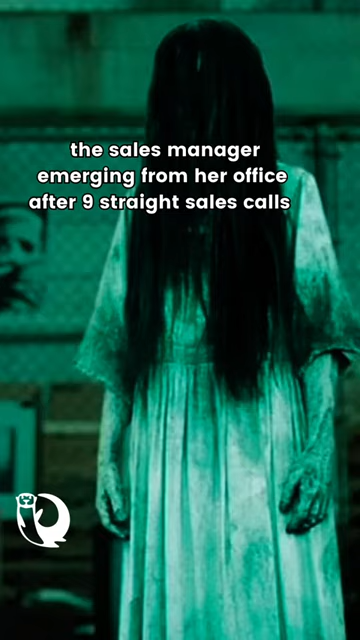 the sales manager
emerging from her office
after 9 straight sales calls